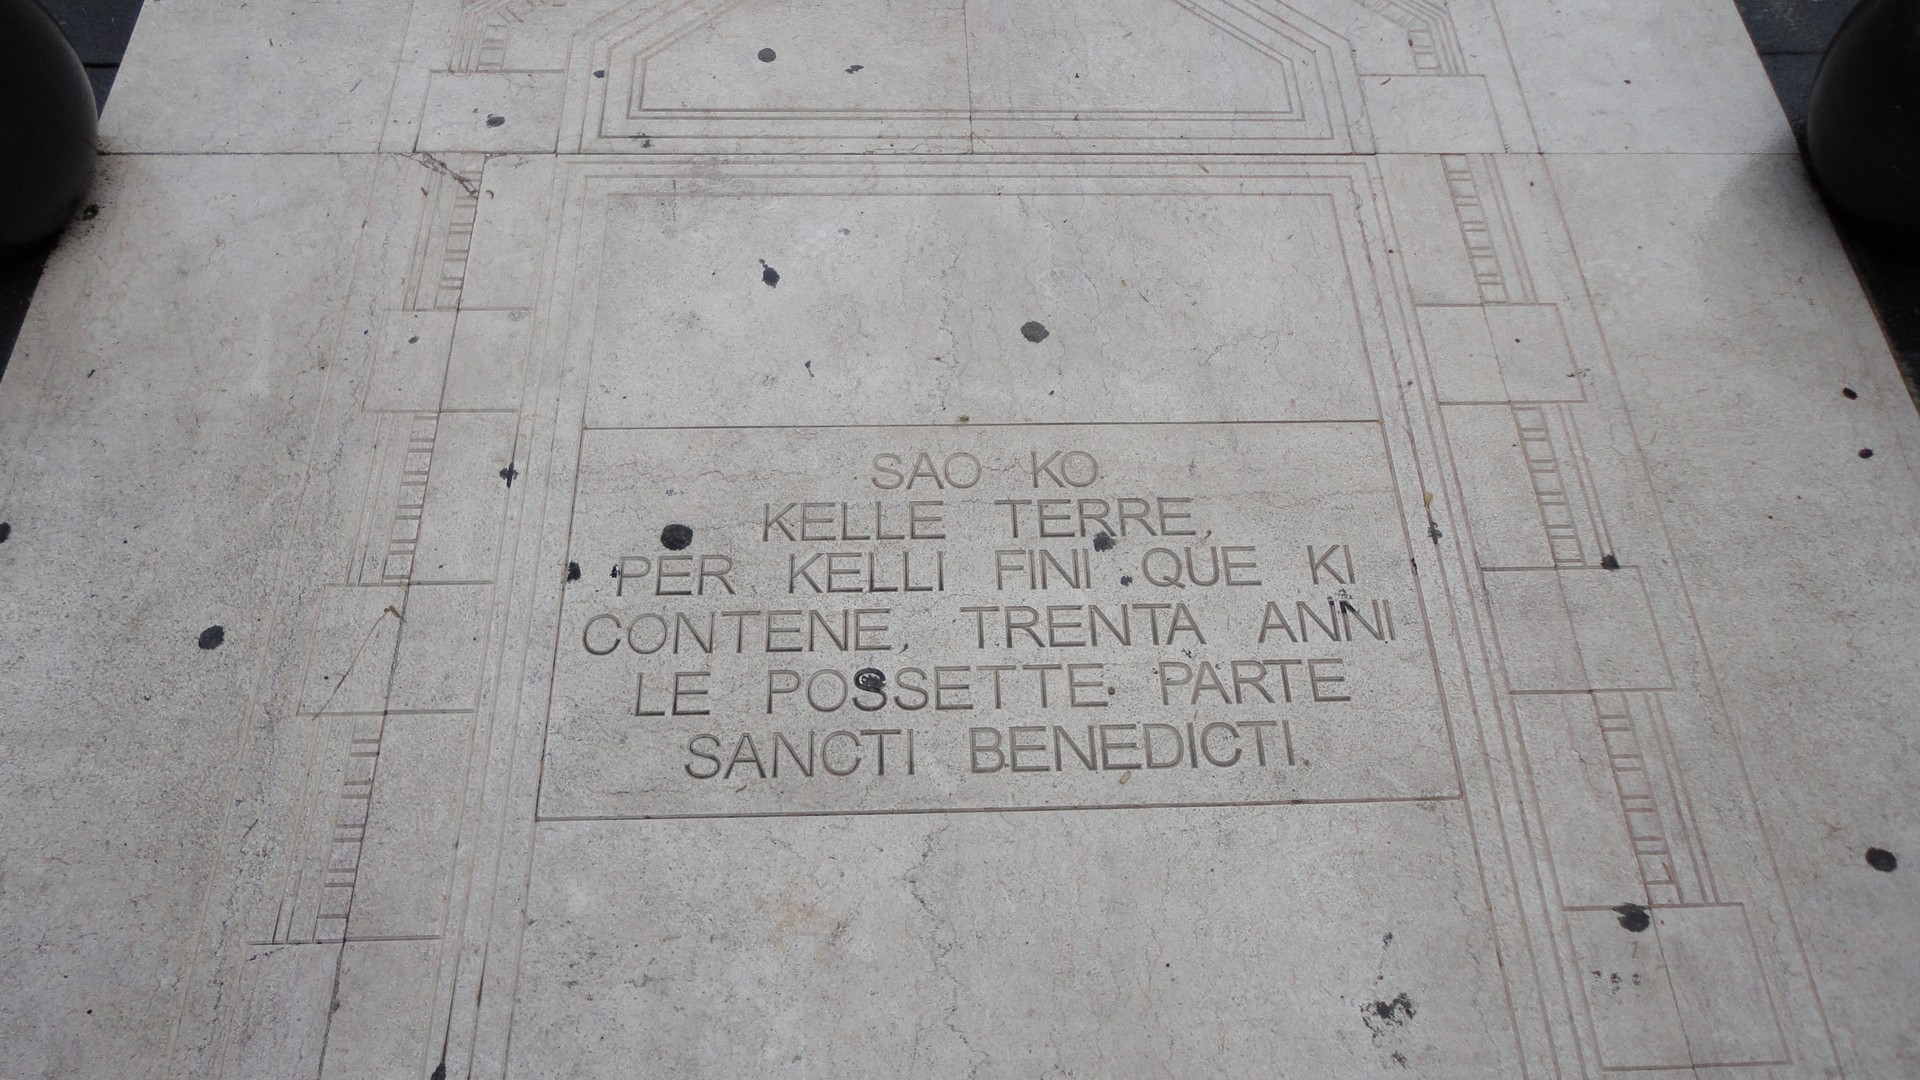 SAO KO
KELLE TERRE,
PER KELLI FINI QUE KI
CONTENE, TRENTA ANNI
LE POSSETTE PARTE
SANCTI BENEDICTI.